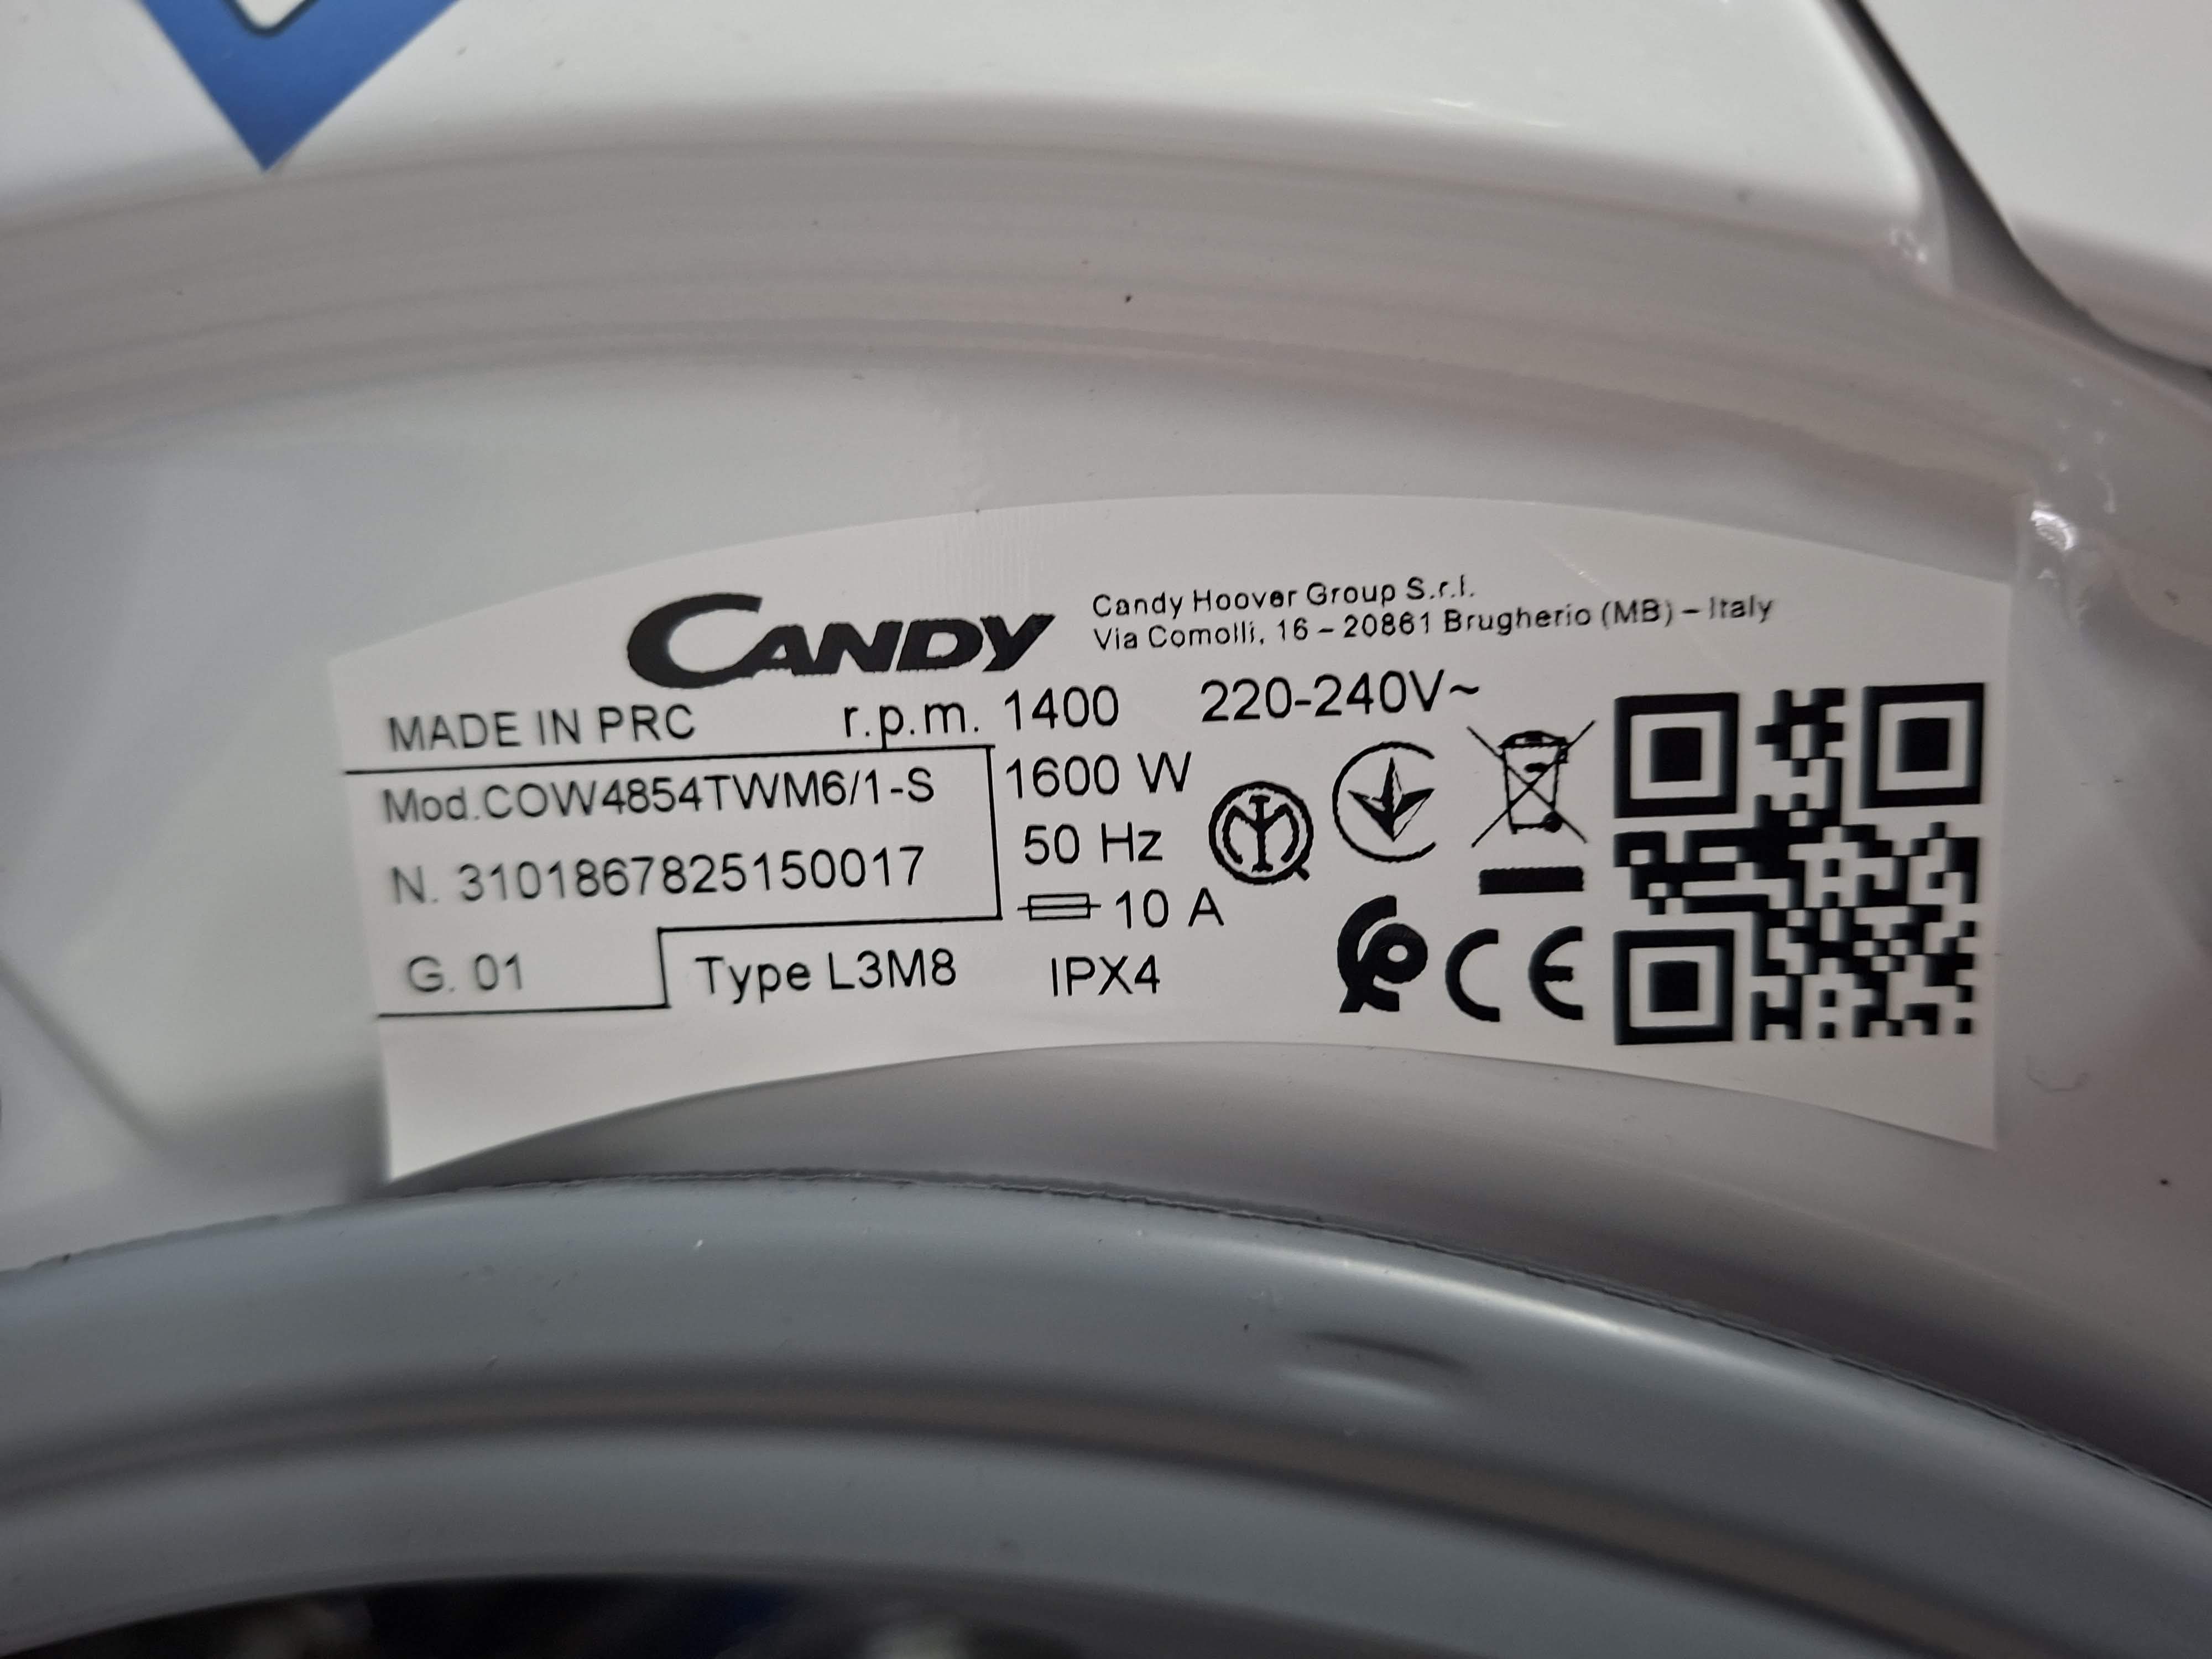 CANDY
Candy Hoover Group S.r.l.
Via Comolli, 16 – 20861 Brugherio (MB) – Italy
MADE IN PRC r.p.m. 1400 220-240V~
Mod.COW4854TWM6/1-S 1600 W
50 Hz
N. 3101867825150017
10 A
G. 01 Type L3M8 IPX4
CE